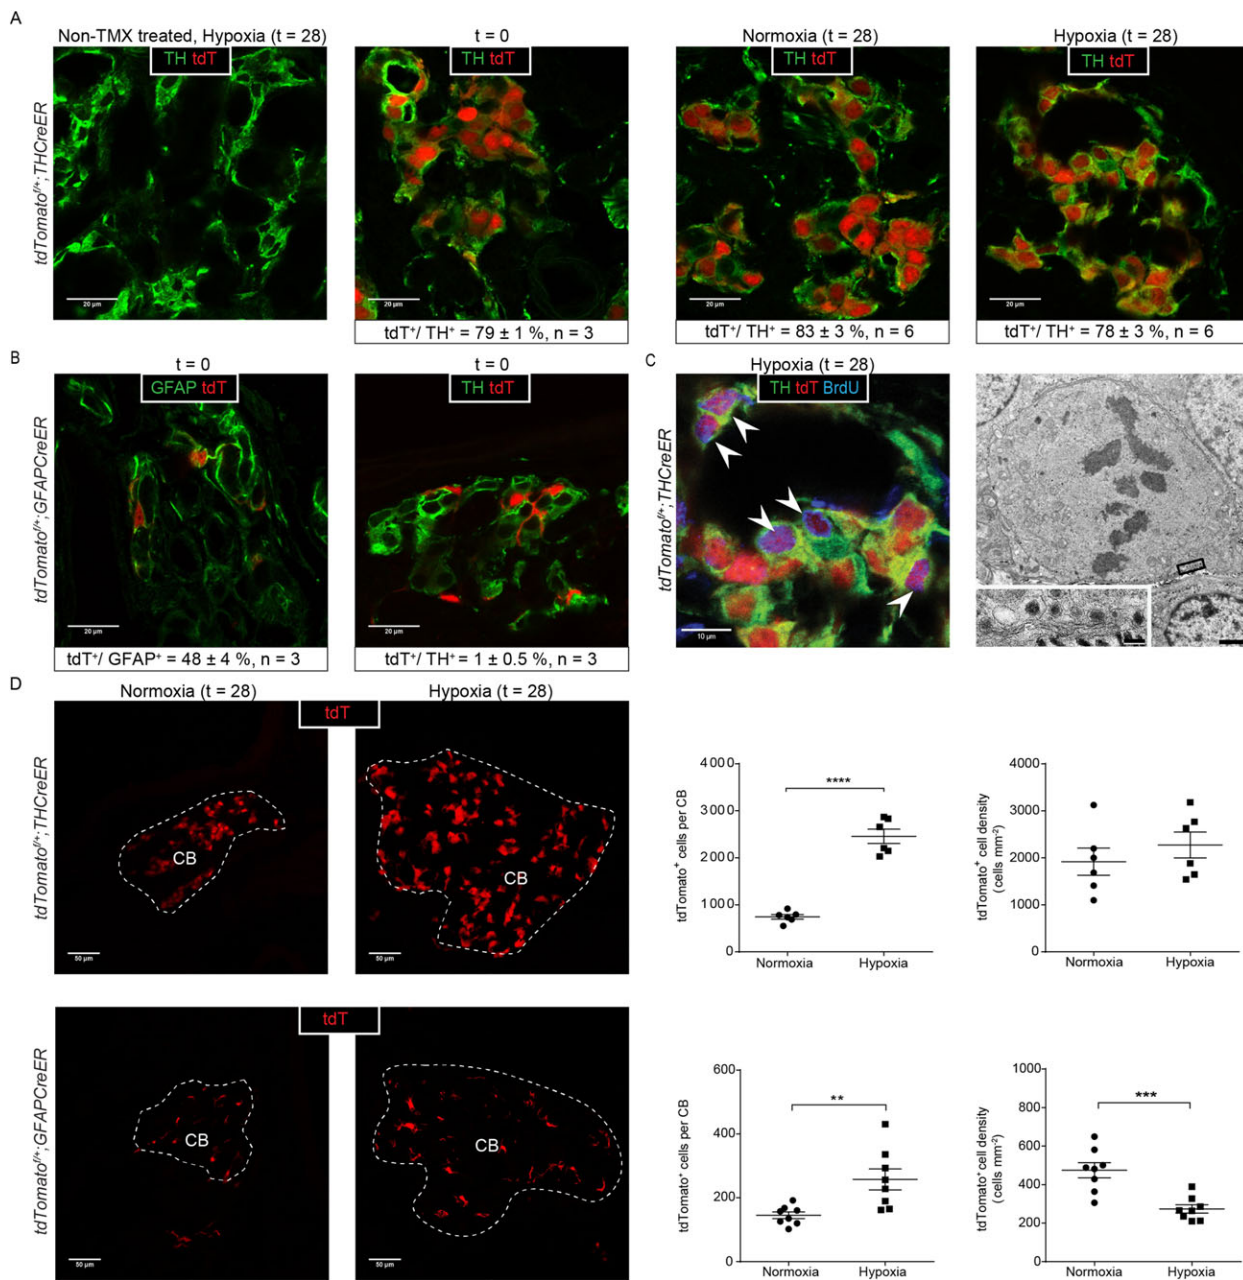 A
Non-TMX treated, Hypoxia (t = 28)
t = 0
Normoxia (t = 28)
Hypoxia (t = 28)
TH tdT
TH tdT
TH tdT
TH tdT
tdTomato^f/+;THCreER
20 µm
20 µm
20 µm
20 µm
tdT⁺/ TH⁺ = 79 ± 1 %, n = 3
tdT⁺/ TH⁺ = 83 ± 3 %, n = 6
tdT⁺/ TH⁺ = 78 ± 3 %, n = 6
B
t = 0
t = 0
GFAP tdT
TH tdT
tdTomato^f/+;GFAPCreER
20 µm
20 µm
tdT⁺/ GFAP⁺ = 48 ± 4 %, n = 3
tdT⁺/ TH⁺ = 1 ± 0.5 %, n = 3
C
Hypoxia (t = 28)
TH tdT BrdU
tdTomato^f/+;THCreER
10 µm
D
Normoxia (t = 28)
Hypoxia (t = 28)
tdT
tdTomato^f/+;THCreER
CB
CB
50 µm
50 µm
tdTomato⁺ cells per CB
4000
3000
2000
1000
0
****
Normoxia
Hypoxia
tdTomato⁺ cell density
(cells mm⁻²)
4000
3000
2000
1000
0
Normoxia
Hypoxia
tdT
tdTomato^f/+;GFAPCreER
CB
CB
50 µm
50 µm
tdTomato⁺ cells per CB
600
400
200
0
**
Normoxia
Hypoxia
tdTomato⁺ cell density
(cells mm⁻²)
1000
800
600
400
200
0
***
Normoxia
Hypoxia